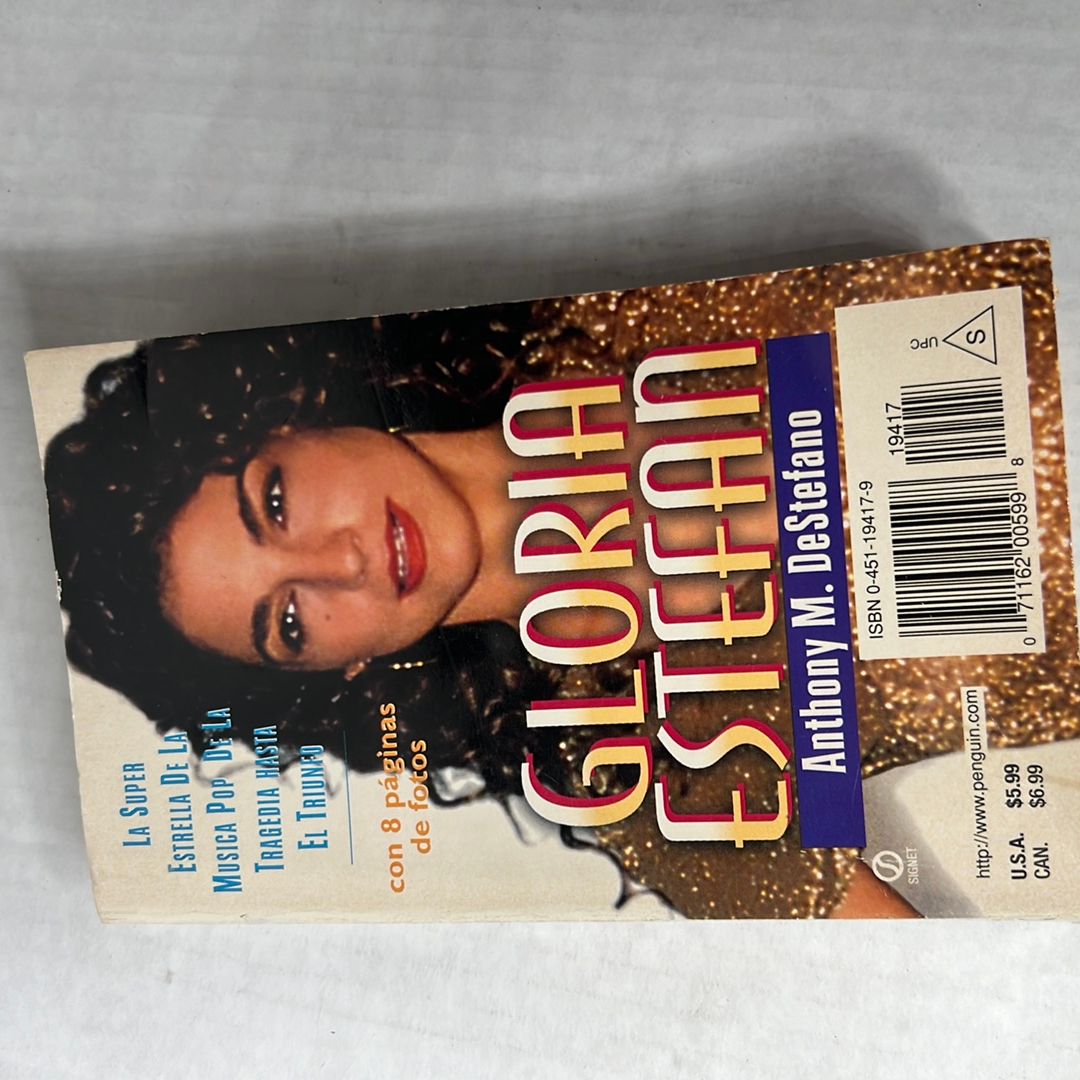 La Super
Estrella De La
Musica Pop De La
Tragedia hasta
El Triunfo
con 8 páginas
de fotos
GLORIA
ESTEFAN
Anthony M. DeStefano
SIGNET
http://www.penguin.com
U.S.A. $5.99
CAN. $6.99
ISBN 0-451-19417-9
19417
0 71162 00599 8
UPC
S